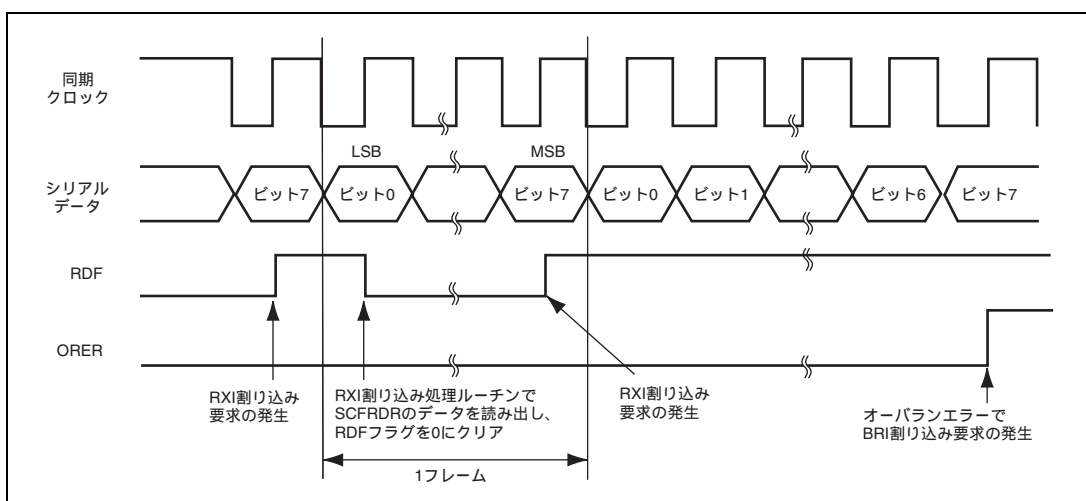 同期
クロック
LSB
MSB
シリアル
データ
ビット7
ビット0
ビット7
ビット0
ビット1
ビット6
ビット7
RDF
ORER
RXI割り込み
要求の発生
RXI割り込み処理ルーチンで
SCFRDRのデータを読み出し、
RDFフラグを0にクリア
RXI割り込み
要求の発生
オーバランエラーで
BRI割り込み要求の発生
1フレーム